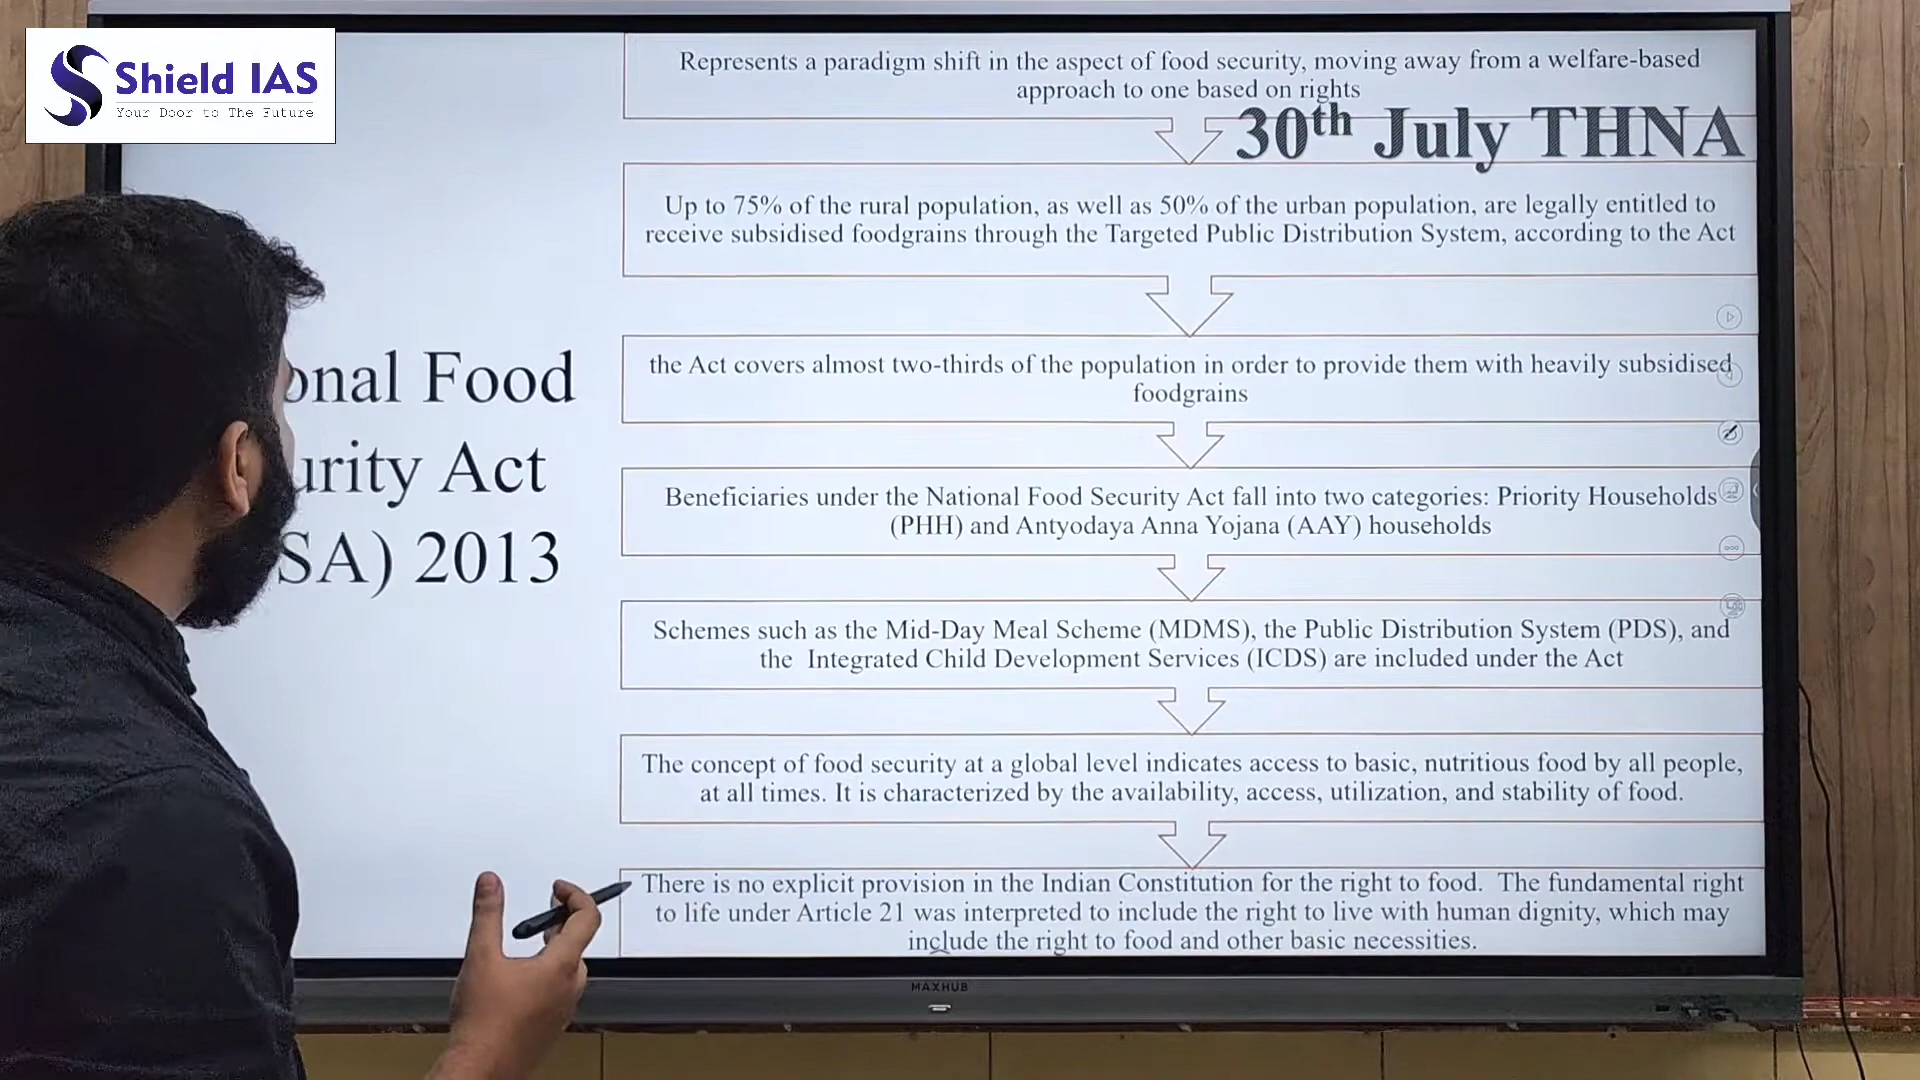 Shield IAS
Your Door to The Future
Represents a paradigm shift in the aspect of food security, moving away from a welfare-based
approach to one based on rights
30th July THNA
Up to 75% of the rural population, as well as 50% of the urban population, are legally entitled to
receive subsidised foodgrains through the Targeted Public Distribution System, according to the Act
the Act covers almost two-thirds of the population in order to provide them with heavily subsidised
foodgrains
onal Food
urity Act
SA) 2013
Beneficiaries under the National Food Security Act fall into two categories: Priority Households
(PHH) and Antyodaya Anna Yojana (AAY) households
Schemes such as the Mid-Day Meal Scheme (MDMS), the Public Distribution System (PDS), and
the Integrated Child Development Services (ICDS) are included under the Act
The concept of food security at a global level indicates access to basic, nutritious food by all people,
at all times. It is characterized by the availability, access, utilization, and stability of food.
There is no explicit provision in the Indian Constitution for the right to food. The fundamental right
to life under Article 21 was interpreted to include the right to live with human dignity, which may
include the right to food and other basic necessities.
MAXHUB